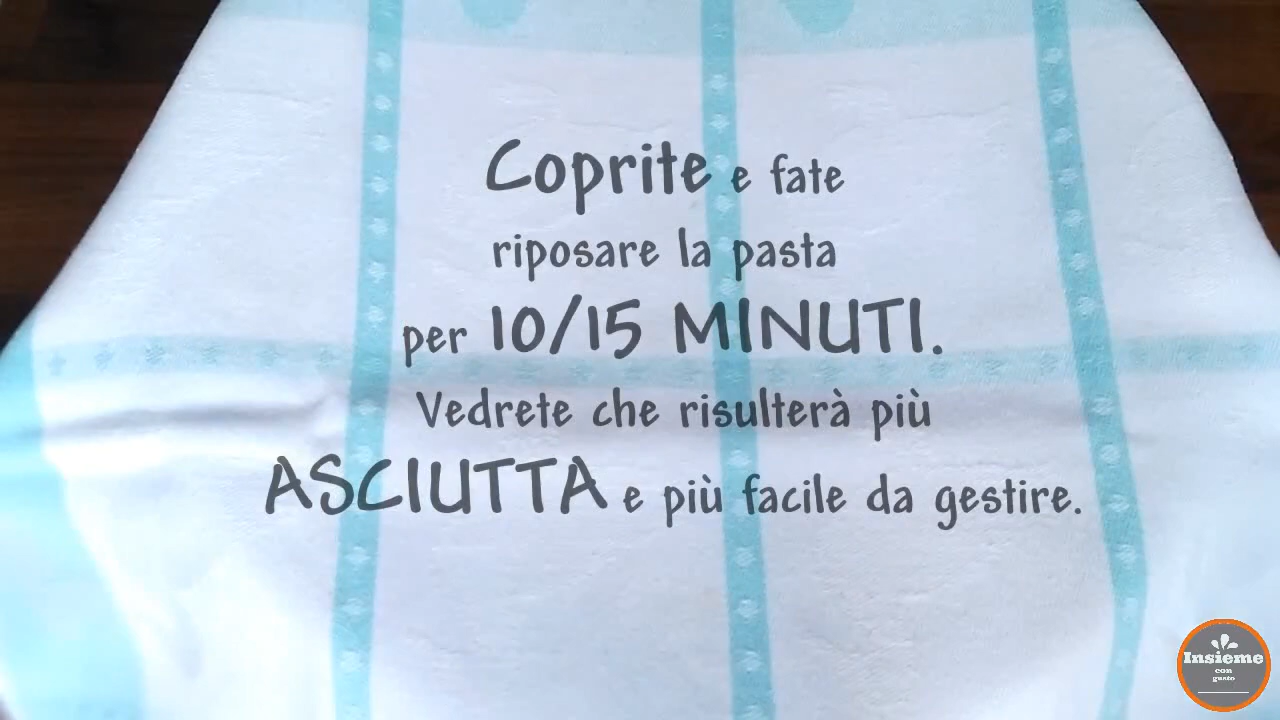 Coprite e fate
riposare la pasta
per 10/15 MINUTI.
Vedrete che risulterà più
ASCIUTTA e più facile da gestire.
Insieme
con
gusto